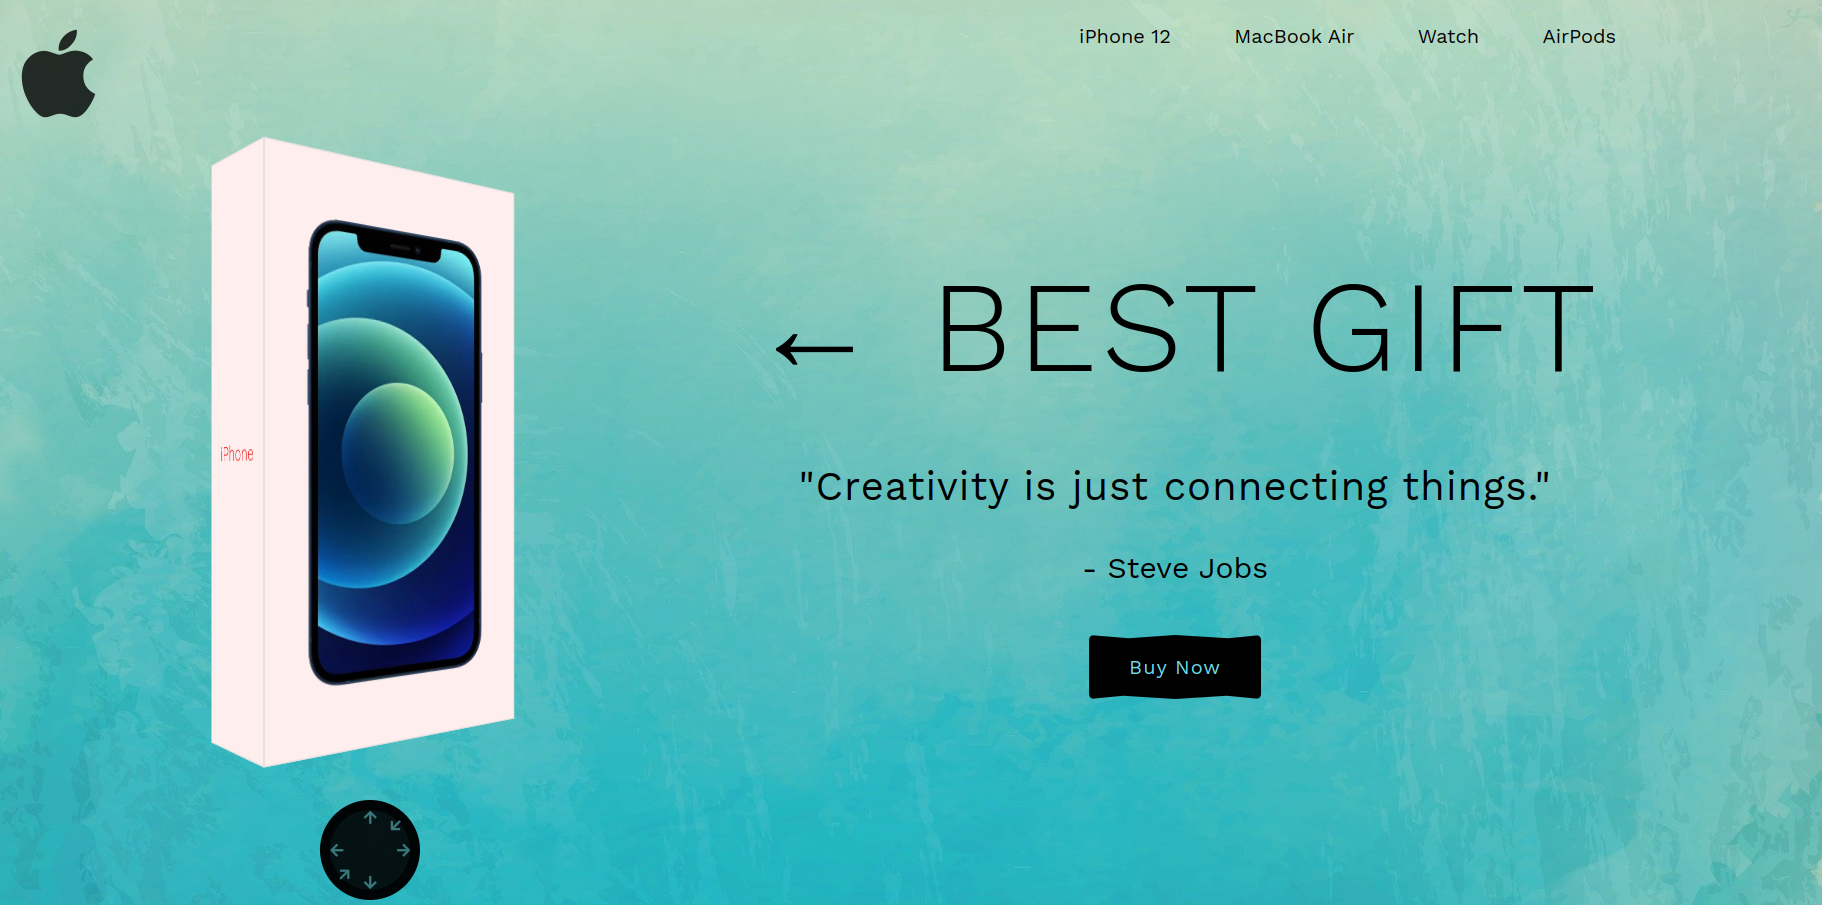 iPhone 12 MacBook Air Watch AirPods
← BEST GIFT
iPhone
"Creativity is just connecting things."
- Steve Jobs
Buy Now